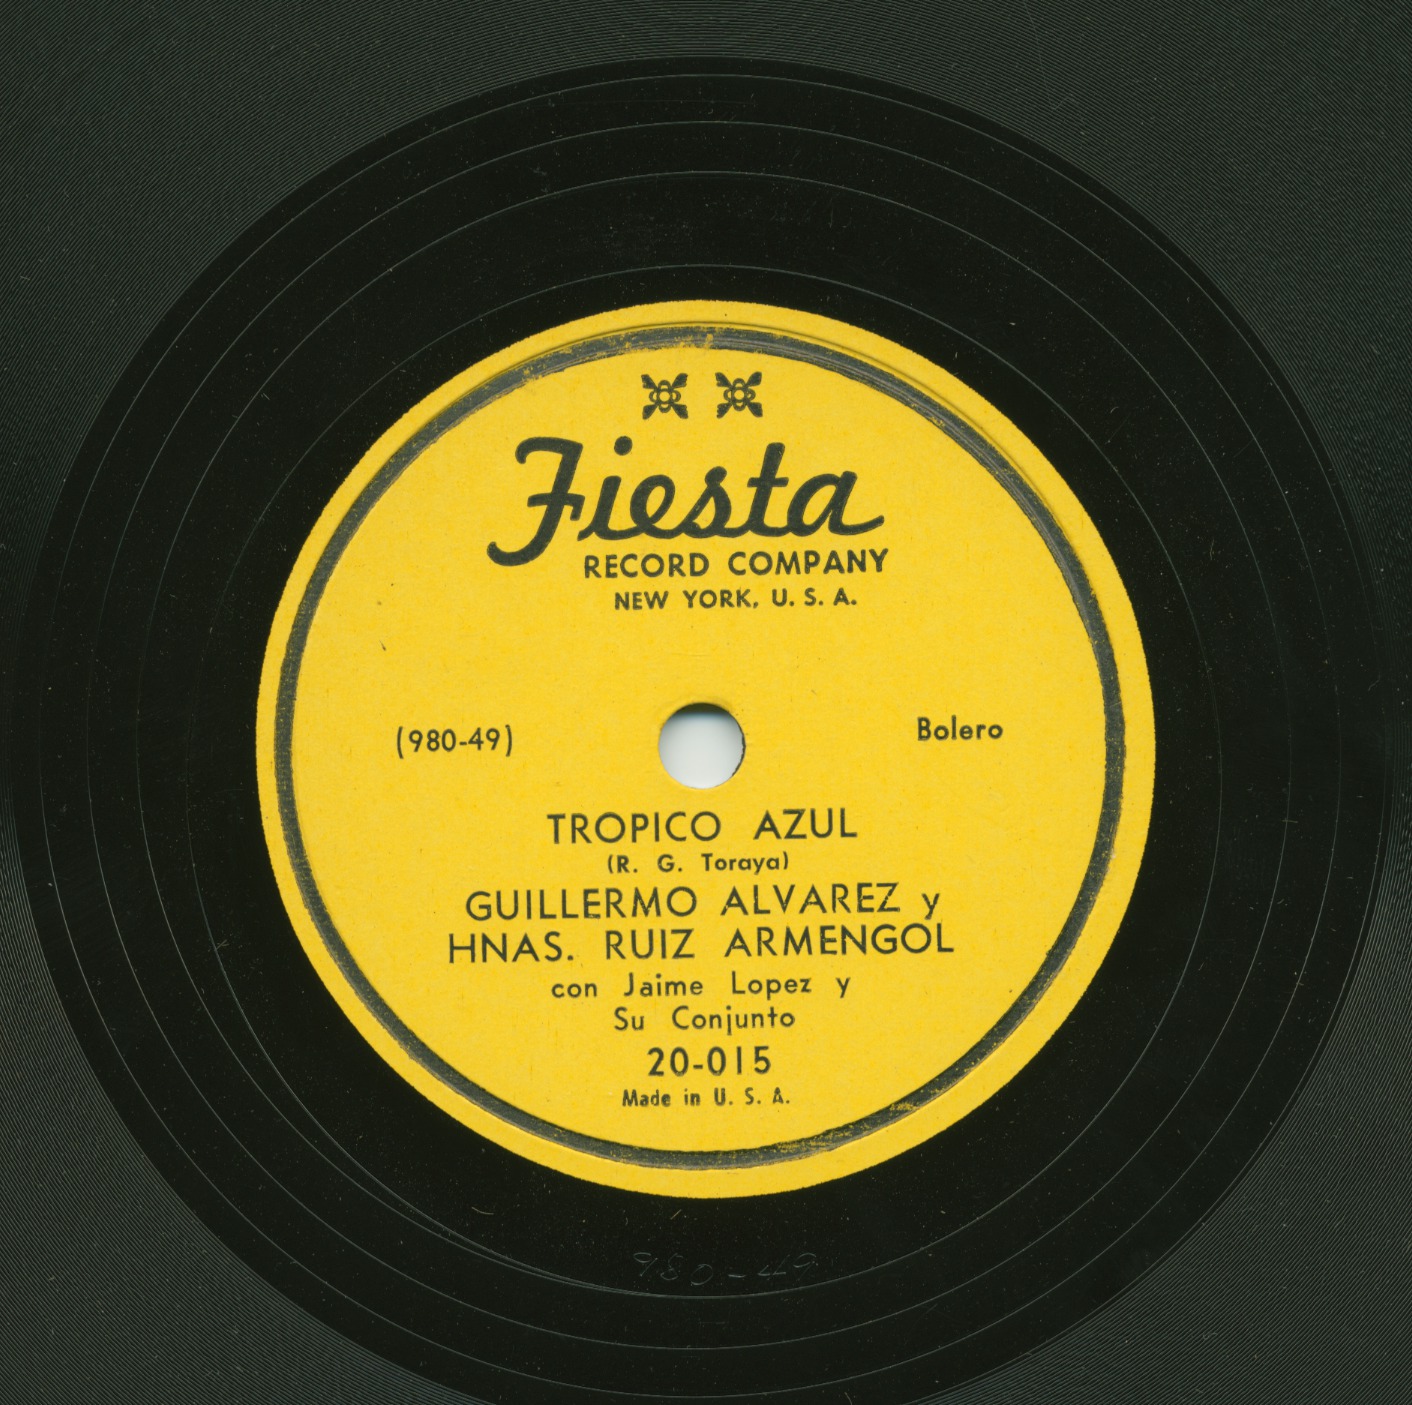 Fiesta
RECORD COMPANY
NEW YORK, U. S. A.
(980-49)
Bolero
TROPICO AZUL
(R. G. Toraya)
GUILLERMO ALVAREZ y
HNAS. RUIZ ARMENGOL
con Jaime Lopez y
Su Conjunto
20-015
Made in U. S. A.
980-49